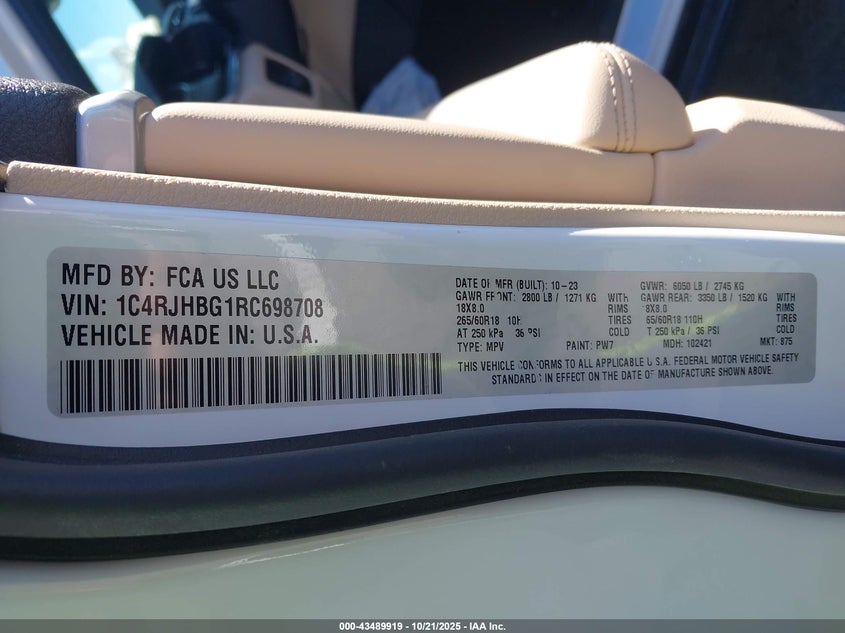 MFD BY: FCA US LLC
VIN: 1C4RJHBG1RC698708
VEHICLE MADE IN: U.S.A.
DATE OF MFR (BUILT): 10-23 GVWR: 6050 LB / 2745 KG
GAWR FRONT: 2800 LB / 1271 KG WITH GAWR REAR: 3350 LB / 1520 KG WITH
18X8.0 RIMS 8X8.0 RIMS
265/60R18 10H TIRES 65/60R18 110H TIRES
AT 250 kPa / 36 PSI COLD T 250 kPa / 36 PSI COLD
TYPE: MPV PAINT: PW7 MDH: 102421 MKT: 875
THIS VEHICLE CONFORMS TO ALL APPLICABLE U.S.A. FEDERAL MOTOR VEHICLE SAFETY
STANDARDS IN EFFECT ON THE DATE OF MANUFACTURE SHOWN ABOVE.
000-43489919 - 10/21/2025 - IAA Inc.